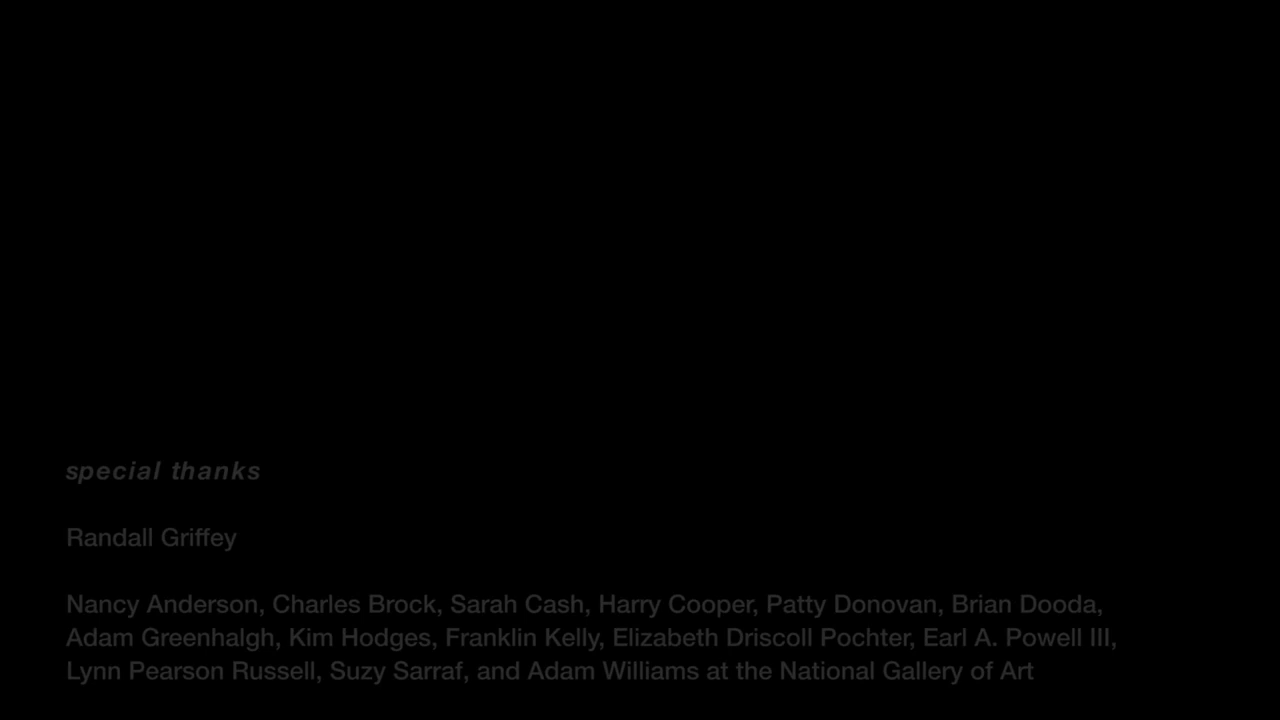 special thanks
Randall Griffey
Nancy Anderson, Charles Brock, Sarah Cash, Harry Cooper, Patty Donovan, Brian Dooda,
Adam Greenhalgh, Kim Hodges, Franklin Kelly, Elizabeth Driscoll Pochter, Earl A. Powell III,
Lynn Pearson Russell, Suzy Sarraf, and Adam Williams at the National Gallery of Art